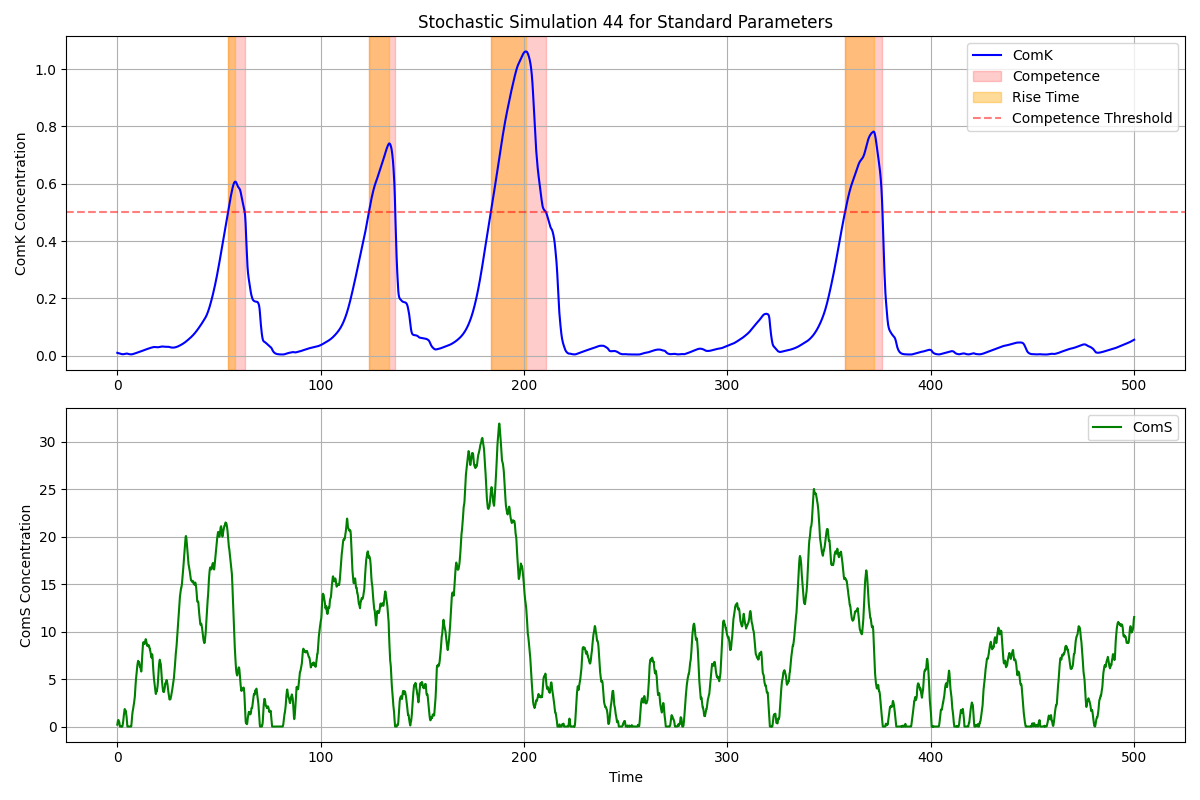 Stochastic Simulation 44 for Standard Parameters
ComK Concentration
1.0
0.8
0.6
0.4
0.2
0.0
ComK
Competence
Rise Time
Competence Threshold
0 100 200 300 400 500
ComS Concentration
30
25
20
15
10
5
0
ComS
0 100 200 300 400 500
Time